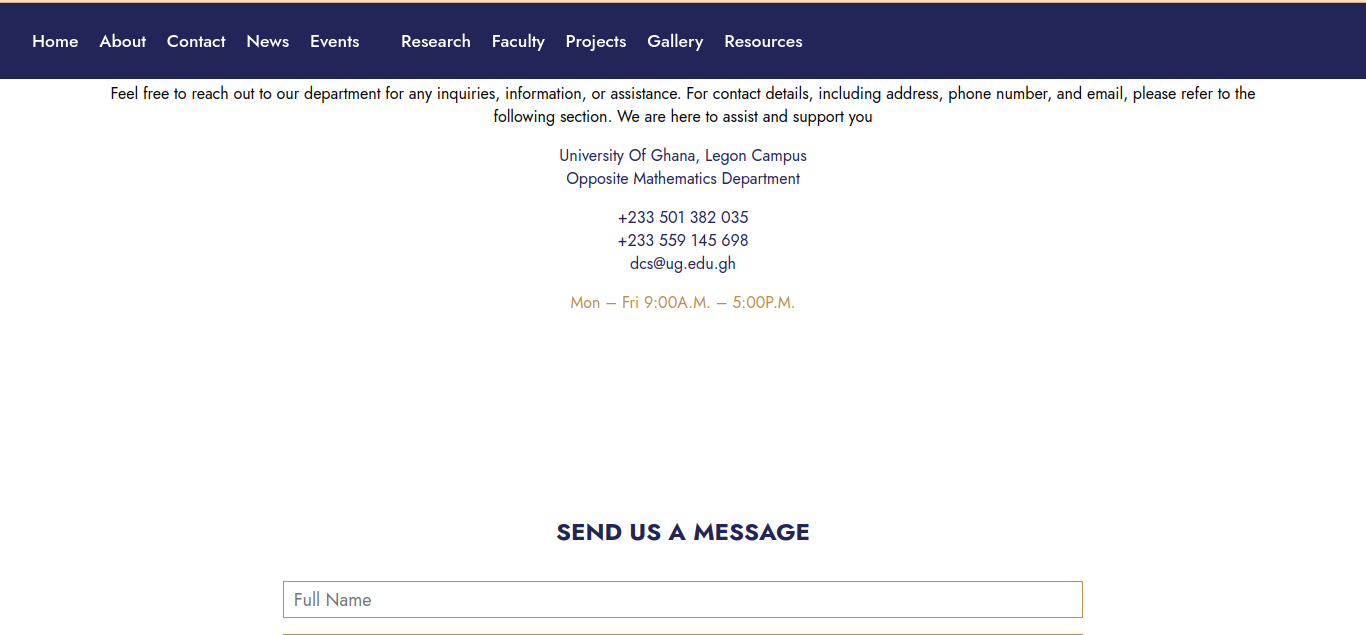 Home About Contact News Events Research Faculty Projects Gallery Resources
Feel free to reach out to our department for any inquiries, information, or assistance. For contact details, including address, phone number, and email, please refer to the
following section. We are here to assist and support you
University Of Ghana, Legon Campus
Opposite Mathematics Department
+233 501 382 035
+233 559 145 698
dcs@ug.edu.gh
Mon – Fri 9:00A.M. – 5:00P.M.
SEND US A MESSAGE
Full Name